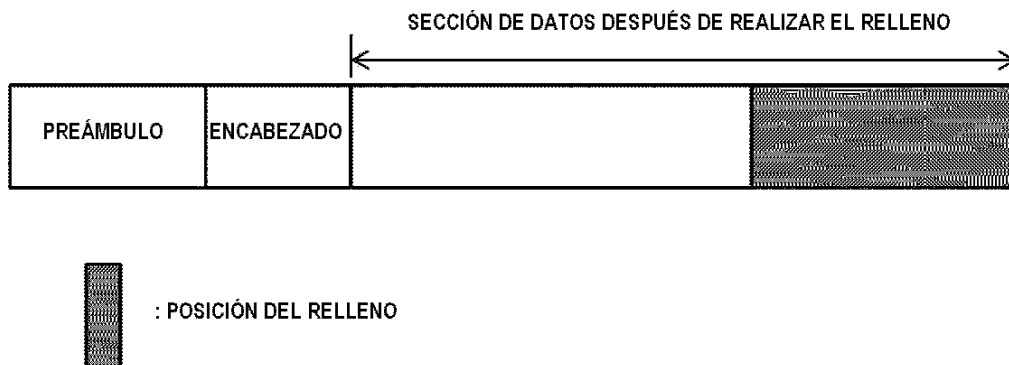 SECCIÓN DE DATOS DESPUÉS DE REALIZAR EL RELLENO
PREÁMBULO
ENCABEZADO
: POSICIÓN DEL RELLENO